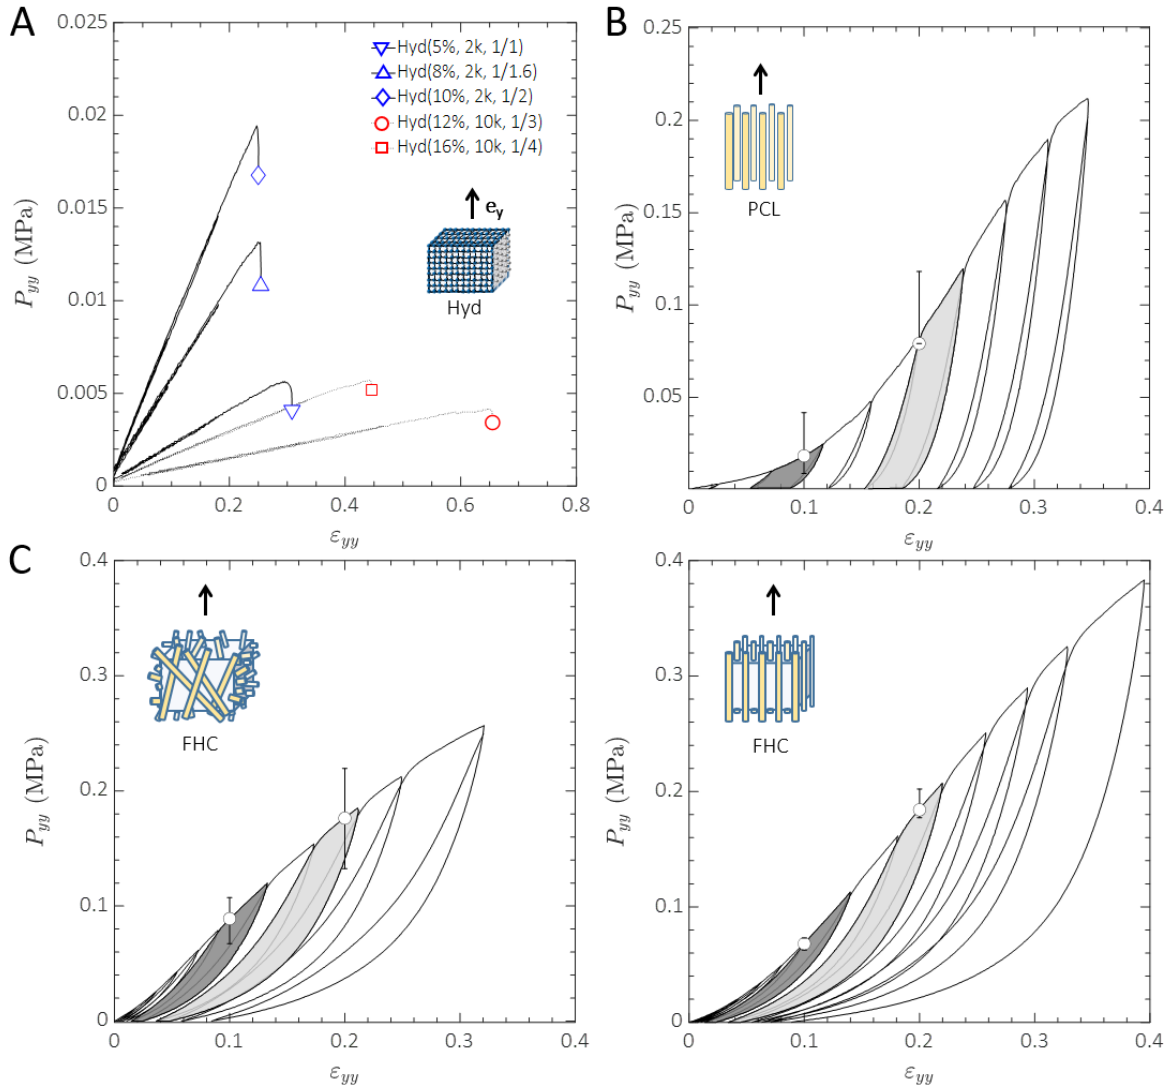 A
0.025
0.02
0.015
0.01
0.005
0
P_yy (MPa)
Hyd(5%, 2k, 1/1)
Hyd(8%, 2k, 1/1.6)
Hyd(10%, 2k, 1/2)
Hyd(12%, 10k, 1/3)
Hyd(16%, 10k, 1/4)
e_y
Hyd
0
0.2
0.4
0.6
0.8
ε_yy
B
0.25
0.2
0.15
0.1
0.05
P_yy (MPa)
PCL
0
0.1
0.2
0.3
0.4
ε_yy
C
0.4
0.3
0.2
0.1
0
P_yy (MPa)
FHC
0
0.1
0.2
0.3
0.4
ε_yy
0.4
0.3
0.2
0.1
0
P_yy (MPa)
FHC
0
0.1
0.2
0.3
0.4
ε_yy